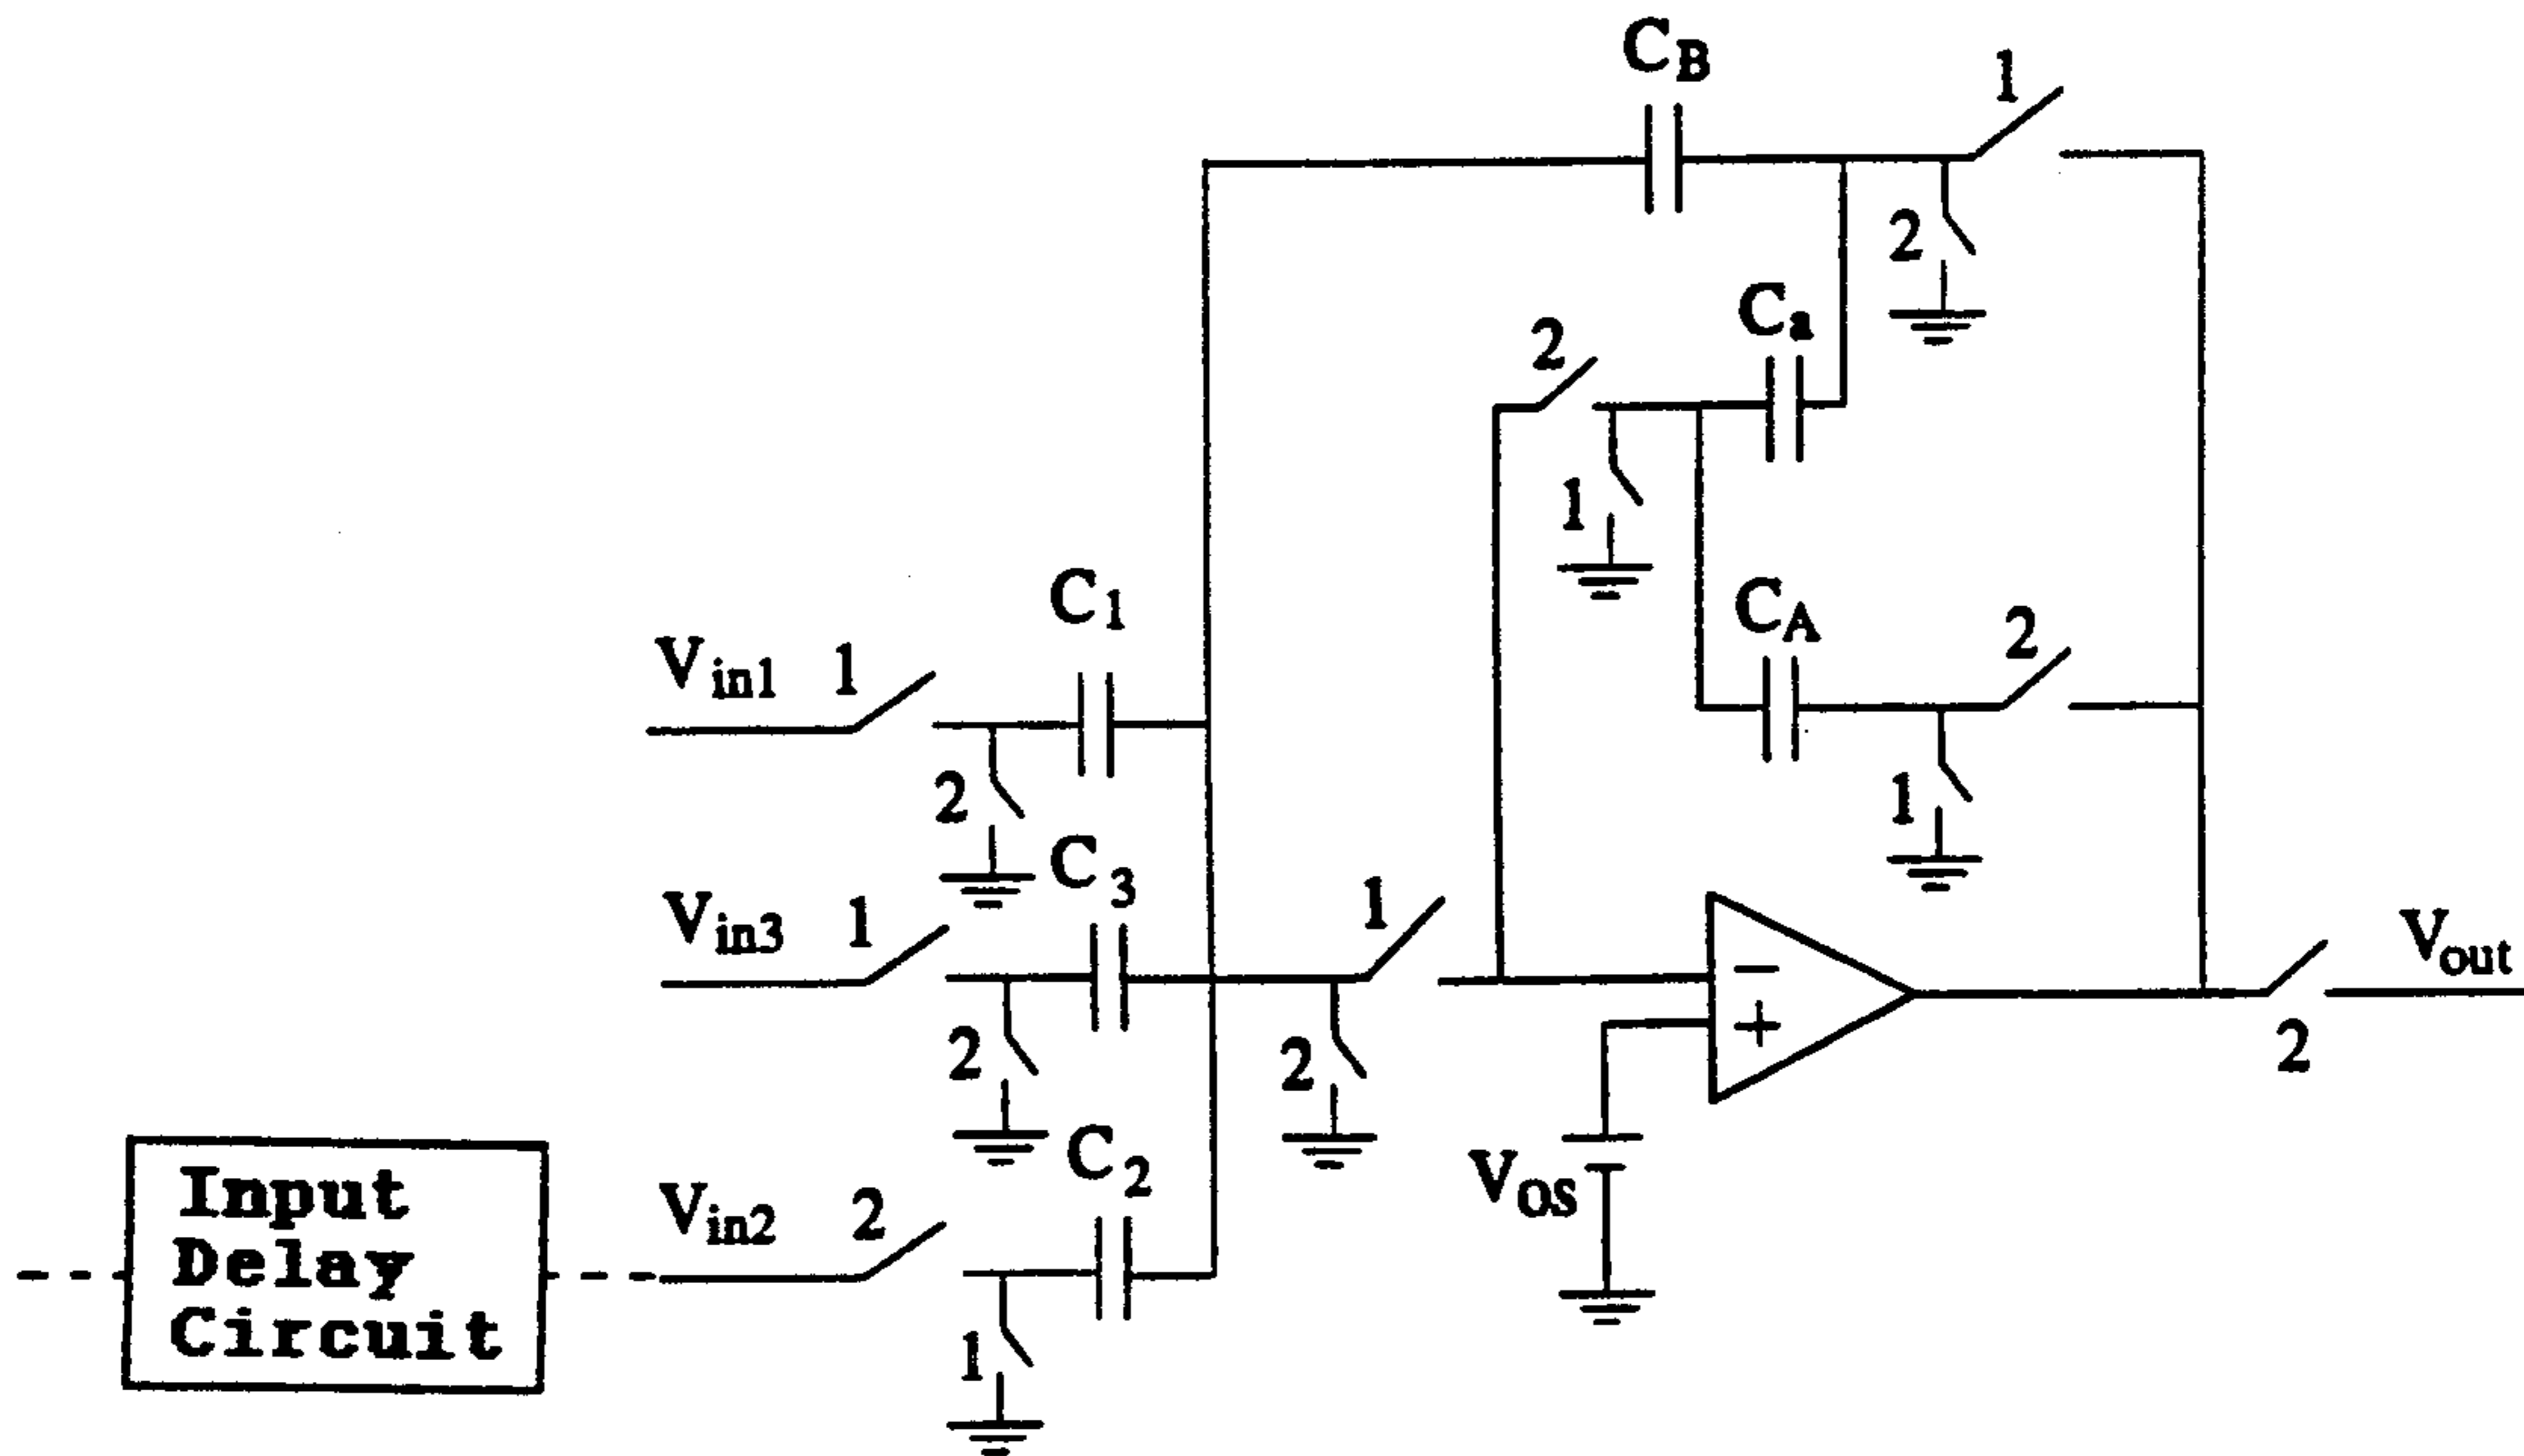 C_B
1
2
C_a
2
1
C_A
2
1
C_1
V_in1 1
2
C_3
V_in3 1
2
1
2
−
+
V_out
2
V_OS
C_2
V_in2 2
1
Input
Delay
Circuit